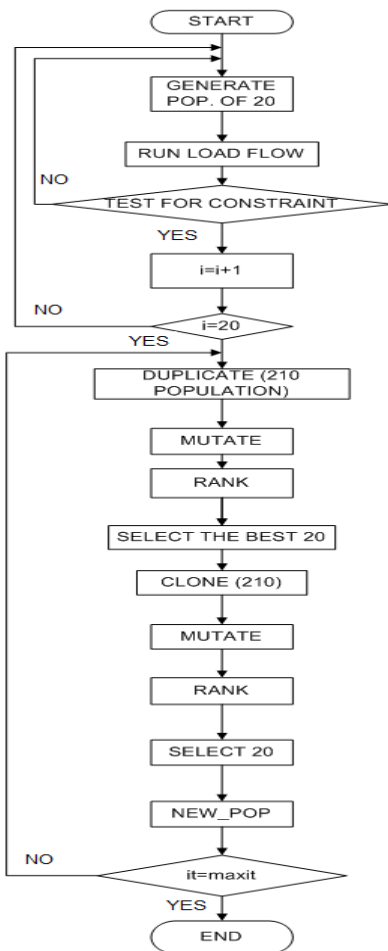 START
GENERATE
POP. OF 20
RUN LOAD FLOW
NO
TEST FOR CONSTRAINT
YES
i=i+1
NO
i=20
YES
DUPLICATE (210
POPULATION)
MUTATE
RANK
SELECT THE BEST 20
CLONE (210)
MUTATE
RANK
SELECT 20
NEW_POP
NO
it=maxit
YES
END